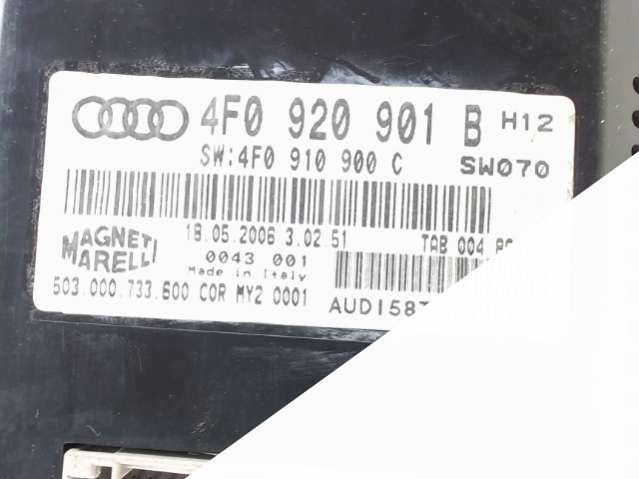 4F0 920 901 B H12
SW:4F0 910 900 C SW070
18.05.2006 3.02.51 TAB 004
MAGNETI MARELLI
0043 001
Made in Italy
503.000.733.600 COR MY2 0001